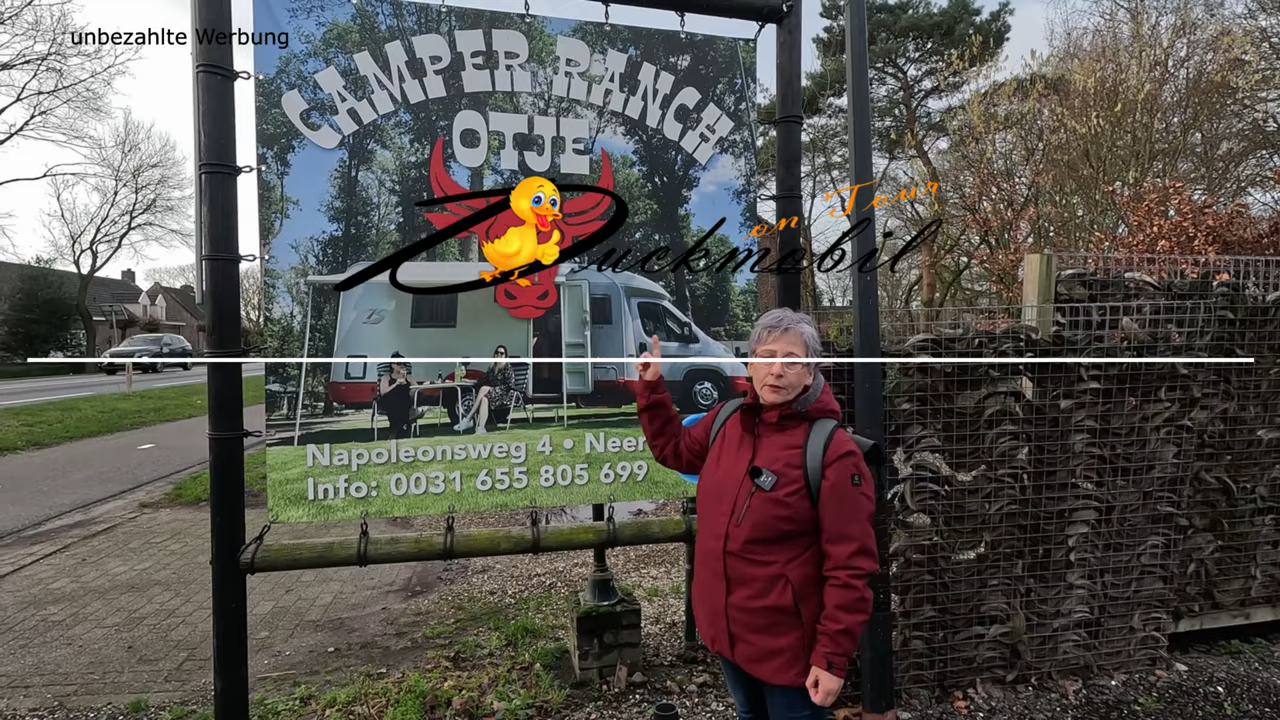 unbezahlte Werbung
CAMPER RANCH
OTJE
on Tour
Duckmobil
Napoleonsweg 4 • Neer
Info: 0031 655 805 699